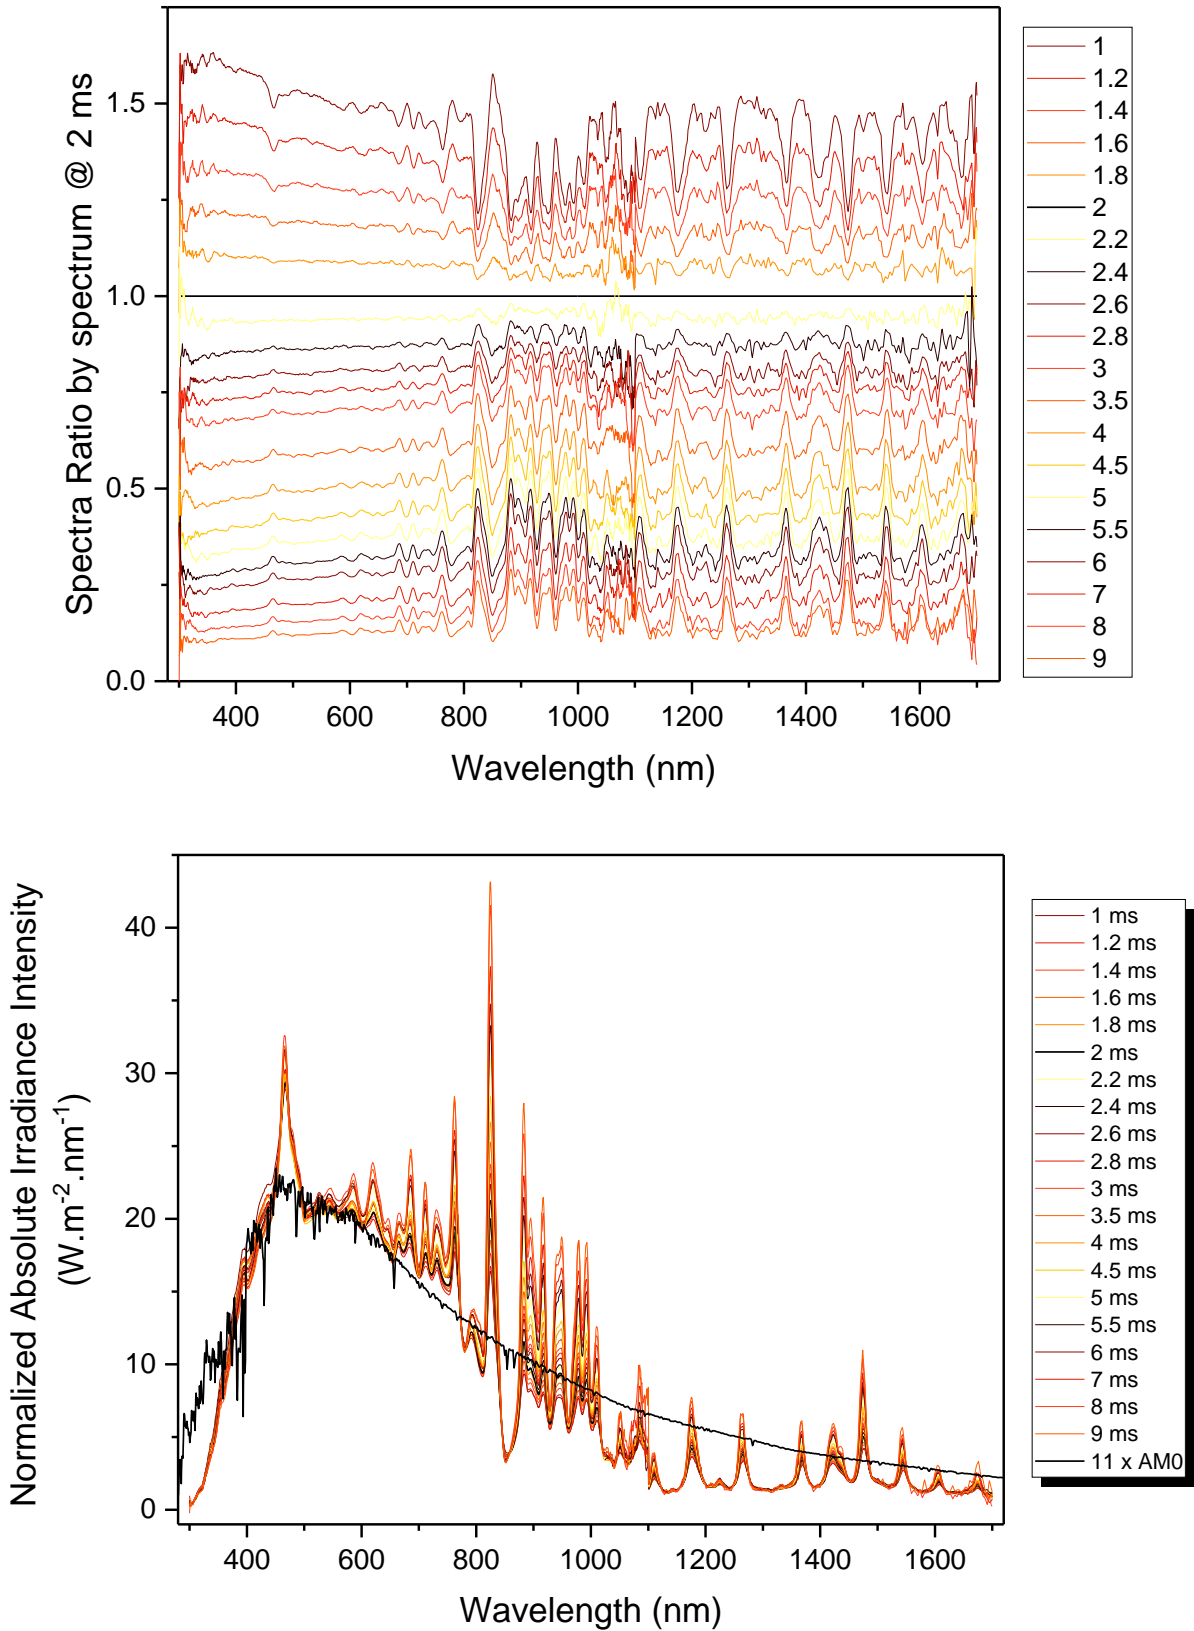 Spectra Ratio by spectrum @ 2 ms
1.5
1.0
0.5
0.0
400 600 800 1000 1200 1400 1600
Wavelength (nm)
1
1.2
1.4
1.6
1.8
2
2.2
2.4
2.6
2.8
3
3.5
4
4.5
5
5.5
6
7
8
9
Normalized Absolute Irradiance Intensity
(W.m⁻².nm⁻¹)
40
30
20
10
0
400 600 800 1000 1200 1400 1600
Wavelength (nm)
1 ms
1.2 ms
1.4 ms
1.6 ms
1.8 ms
2 ms
2.2 ms
2.4 ms
2.6 ms
2.8 ms
3 ms
3.5 ms
4 ms
4.5 ms
5 ms
5.5 ms
6 ms
7 ms
8 ms
9 ms
11 x AM0